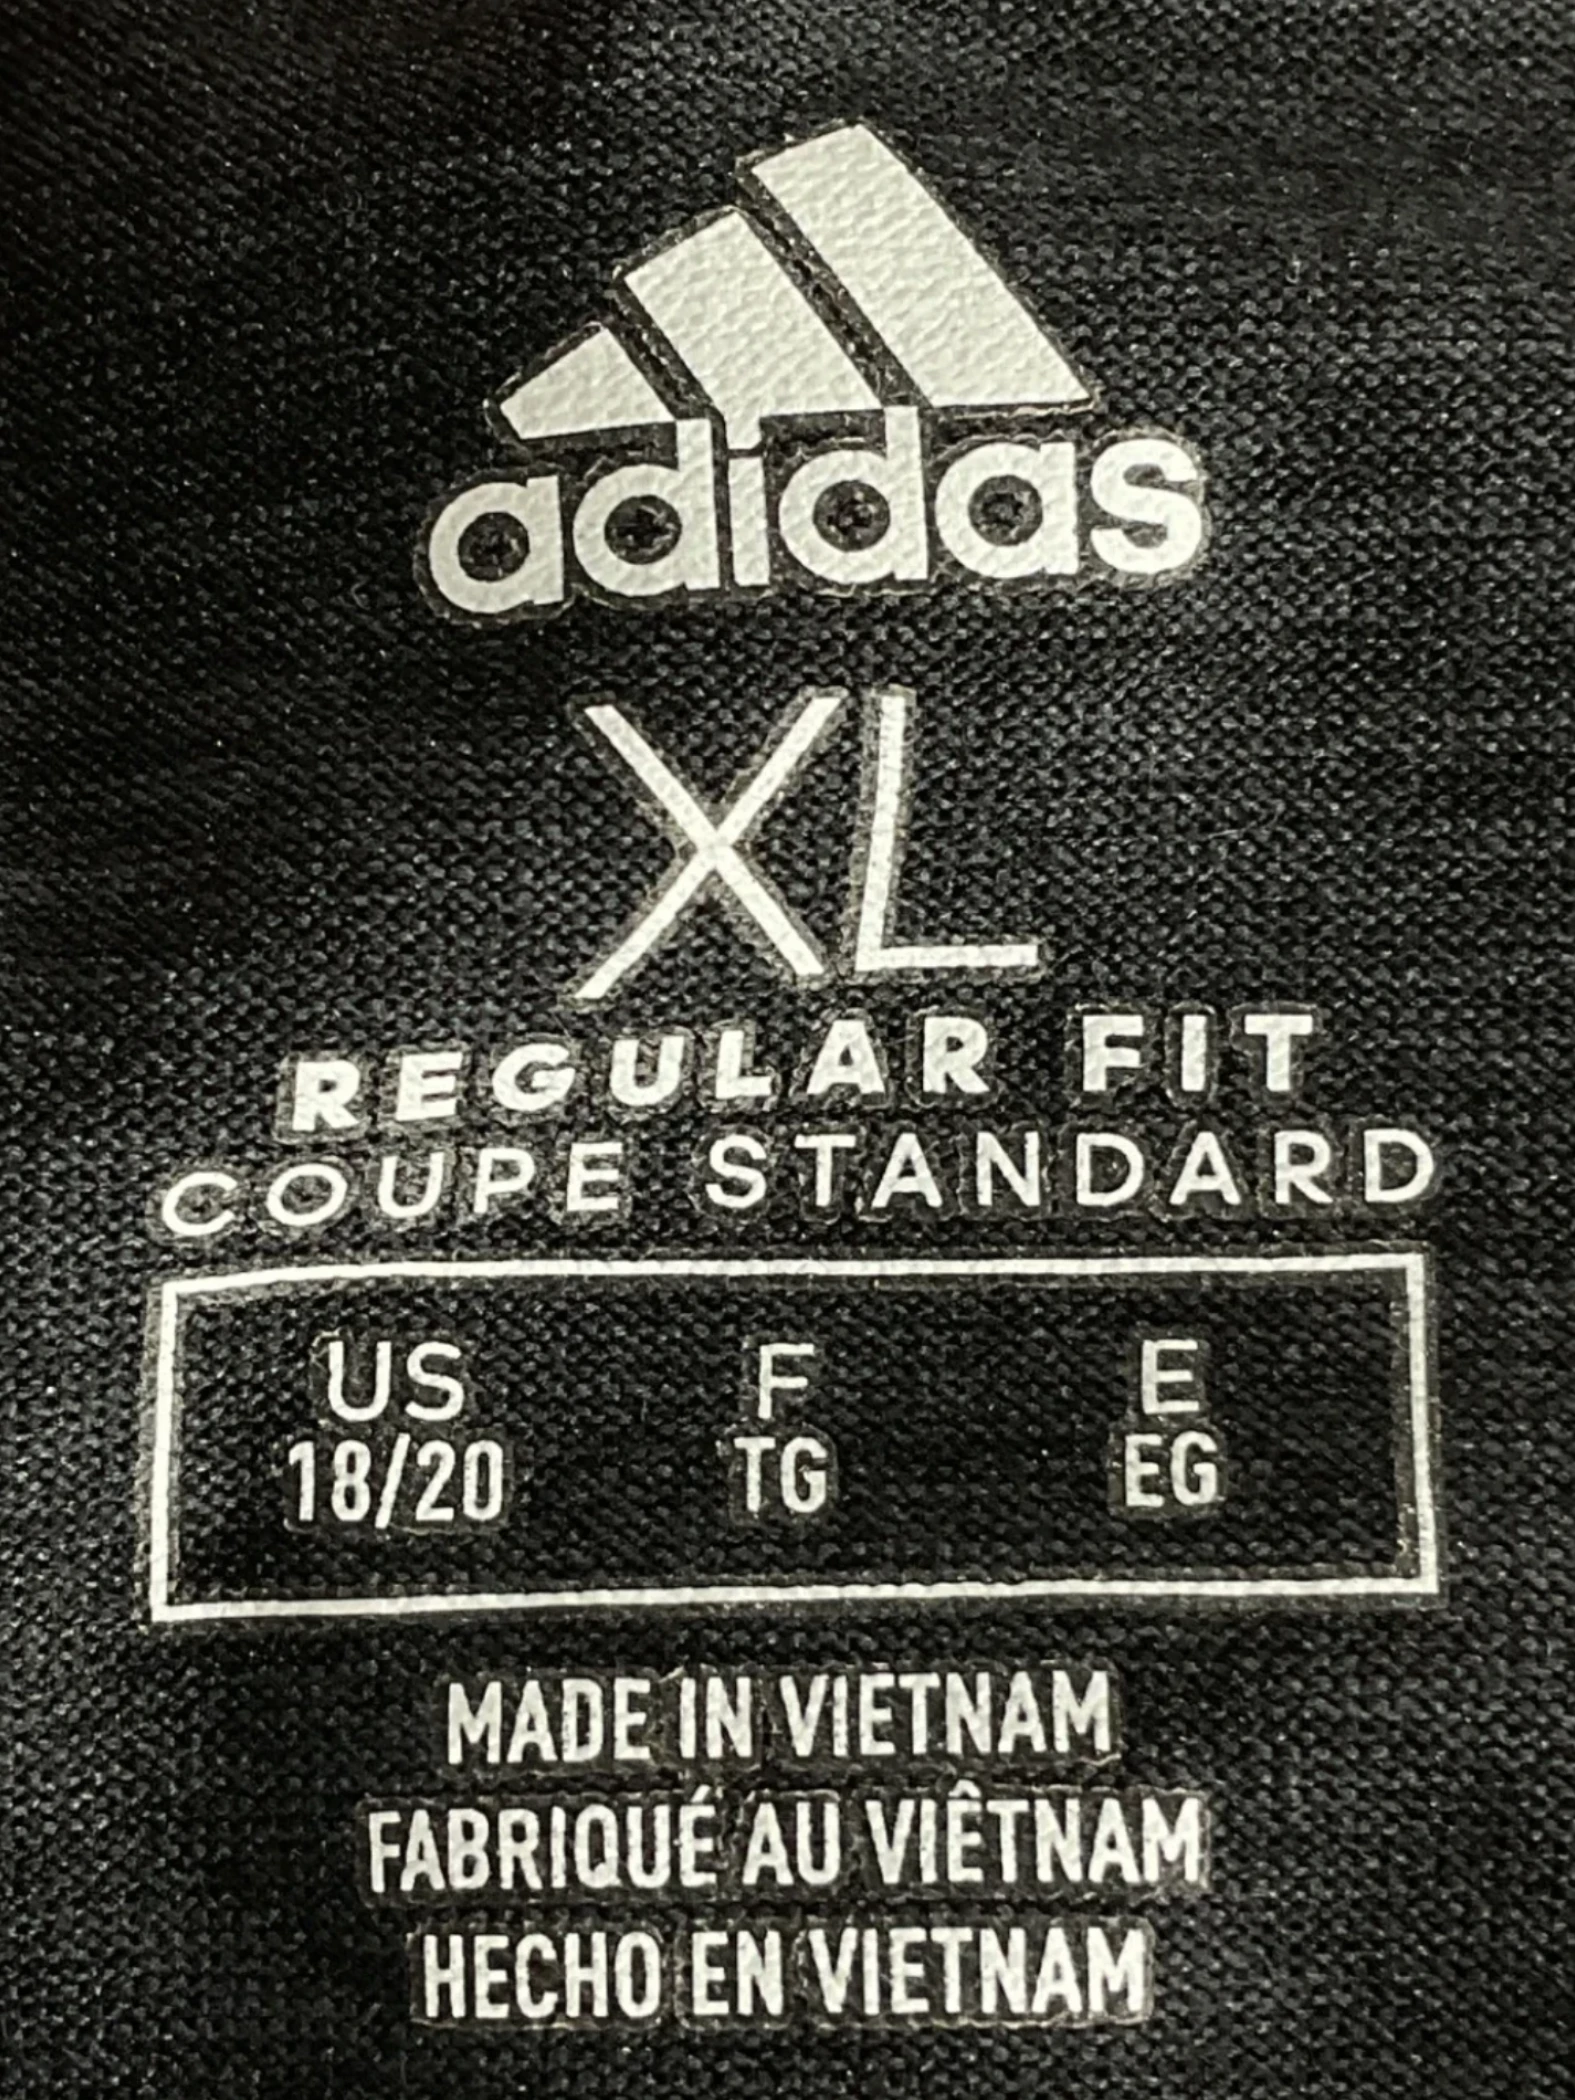 adidas
XL
REGULAR FIT
COUPE STANDARD
US F E
18/20 TG EG
MADE IN VIETNAM
FABRIQUÉ AU VIÊTNAM
HECHO EN VIETNAM